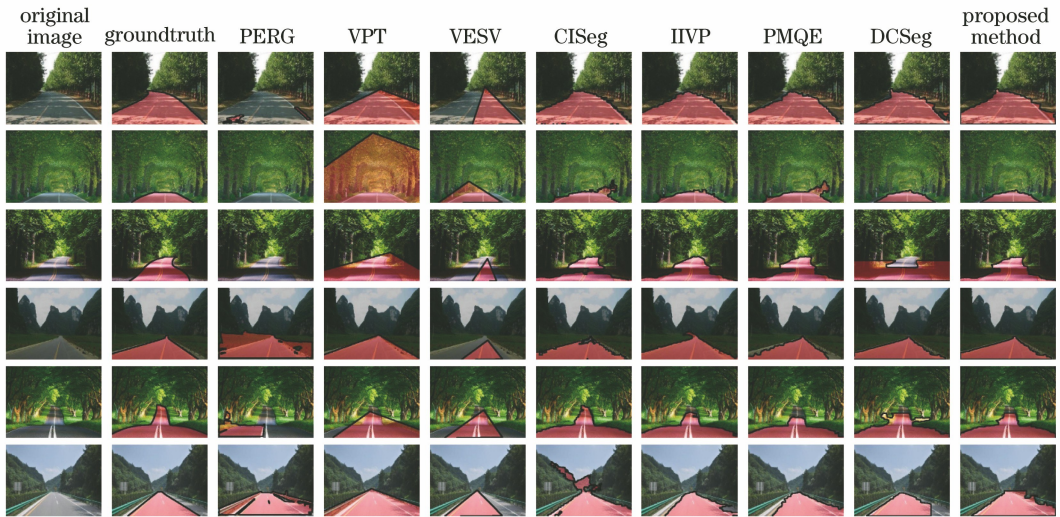 original
image
groundtruth
PERG
VPT
VESV
CISeg
IIVP
PMQE
DCSeg
proposed
method